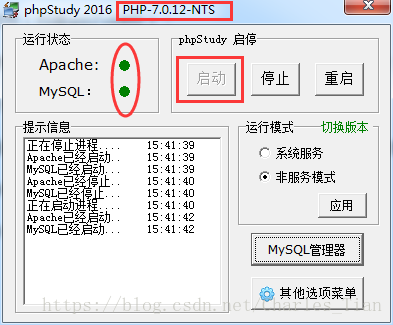 phpStudy 2016 PHP-7.0.12-NTS
运行状态
Apache:
MySQL:
phpStudy 启停
启动 停止 重启
提示信息
正在停止进程.... 15:41:39
Apache已经启动.. 15:41:39
MySQL已经启动... 15:41:39
Apache已经停止.. 15:41:40
MySQL已经停止... 15:41:40
正在启动进程.... 15:41:40
Apache已经启动.. 15:41:42
MySQL已经启动... 15:41:42
运行模式 切换版本
系统服务
非服务模式
应用
MySQL管理器
其他选项菜单
https://blog.csdn.net/Charles_lian